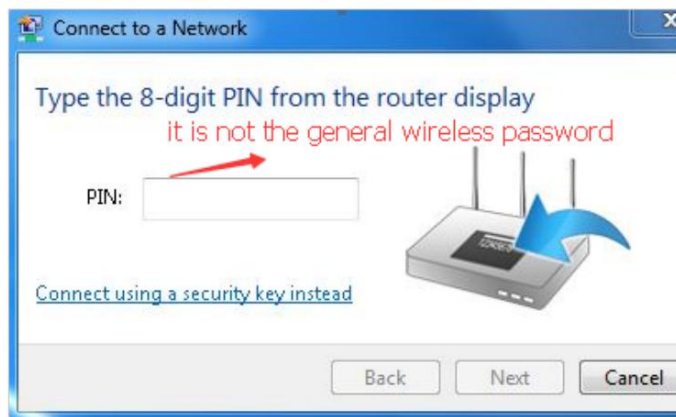 Connect to a Network
X
Type the 8-digit PIN from the router display
it is not the general wireless password
PIN:
12345678
Connect using a security key instead
Back
Next
Cancel